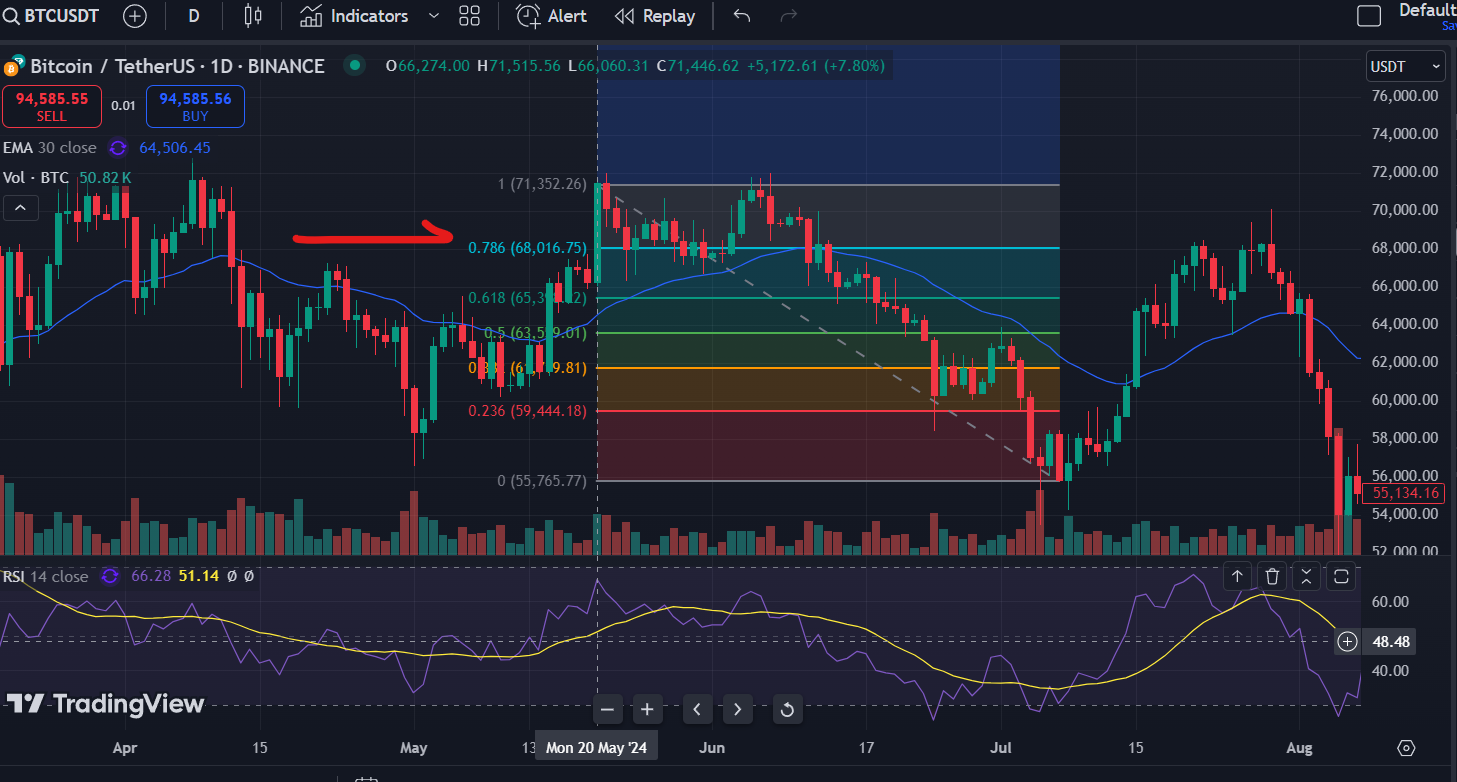 BTCUSDT D Indicators Alert Replay Default
Bitcoin / TetherUS · 1D · BINANCE O66,274.00 H71,515.56 L66,060.31 C71,446.62 +5,172.61 (+7.80%) USDT
94,585.55 0.01 94,585.56
SELL BUY
EMA 30 close 64,506.45
Vol · BTC 50.82 K
76,000.00
74,000.00
72,000.00
70,000.00
68,000.00
66,000.00
64,000.00
62,000.00
60,000.00
58,000.00
56,000.00
55,134.16
54,000.00
52,000.00
1 (71,352.26)
0.786 (68,016.75)
0.618
0.5
0.236 (59,444.18)
0 (55,765.77)
RSI 14 close 66.28 51.14 Ø Ø
60.00
48.48
40.00
TradingView
Apr 15 May 13 Mon 20 May '24 Jun 17 Jul 15 Aug